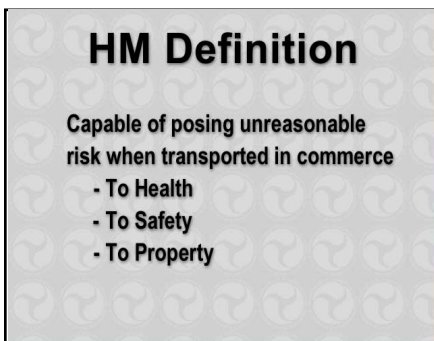 HM Definition
Capable of posing unreasonable
risk when transported in commerce
- To Health
- To Safety
- To Property